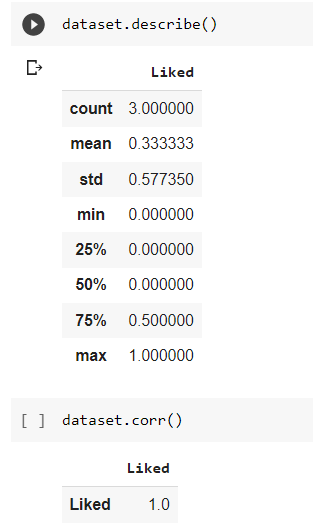 dataset.describe()
Liked
count 3.000000
mean 0.333333
std 0.577350
min 0.000000
25% 0.000000
50% 0.000000
75% 0.500000
max 1.000000
[ ] dataset.corr()
Liked
Liked 1.0